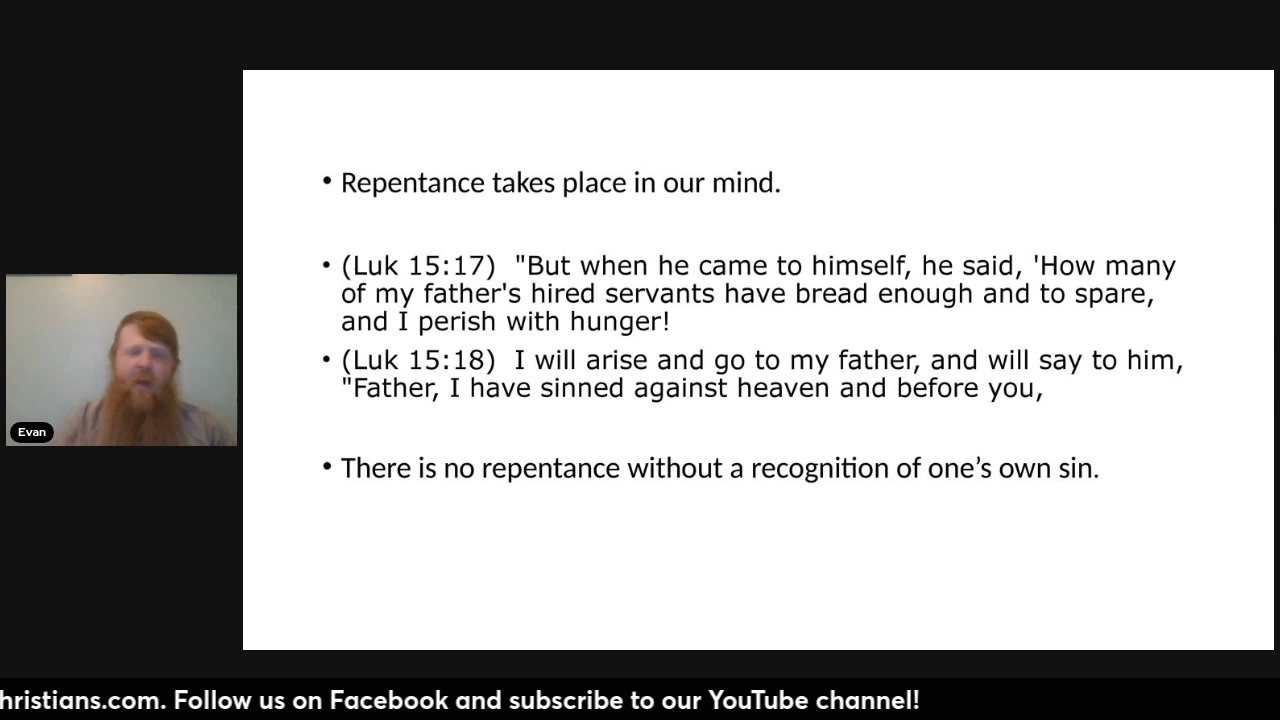 • Repentance takes place in our mind.
• (Luk 15:17)  "But when he came to himself, he said, 'How many
of my father's hired servants have bread enough and to spare,
and I perish with hunger!
• (Luk 15:18)  I will arise and go to my father, and will say to him,
"Father, I have sinned against heaven and before you,
• There is no repentance without a recognition of one’s own sin.
Evan
hristians.com. Follow us on Facebook and subscribe to our YouTube channel!